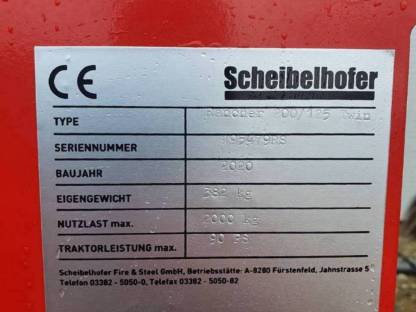 CE Scheibelhofer
TYPE Rancher 200/125 Twin
SERIENNUMMER
BAUJAHR 2020
EIGENGEWICHT 382 kg
NUTZLAST max. 2000 kg
TRAKTORLEISTUNG max. 90 PS
Scheibelhofer Fire & Steel GmbH, Betriebsstätte: A-8280 Fürstenfeld, Jahnstrasse 5
Telefon 03382 - 5050-0, Telefax 03382 - 5050-82